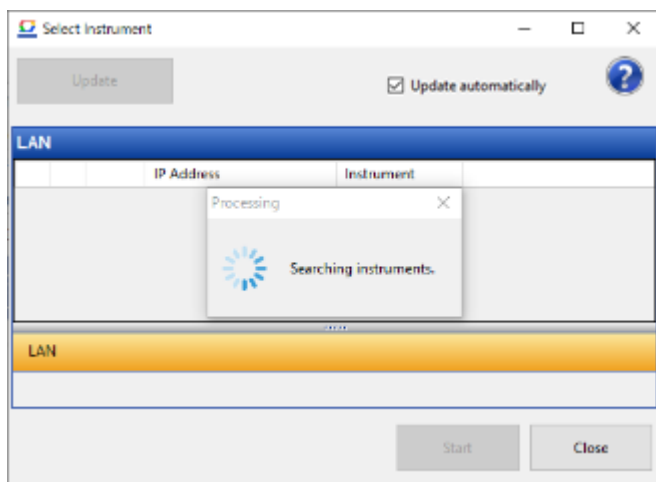 Select Instrument
Update
Update automatically
?
LAN
IP Address Instrument
Processing
Searching instruments.
LAN
Start Close